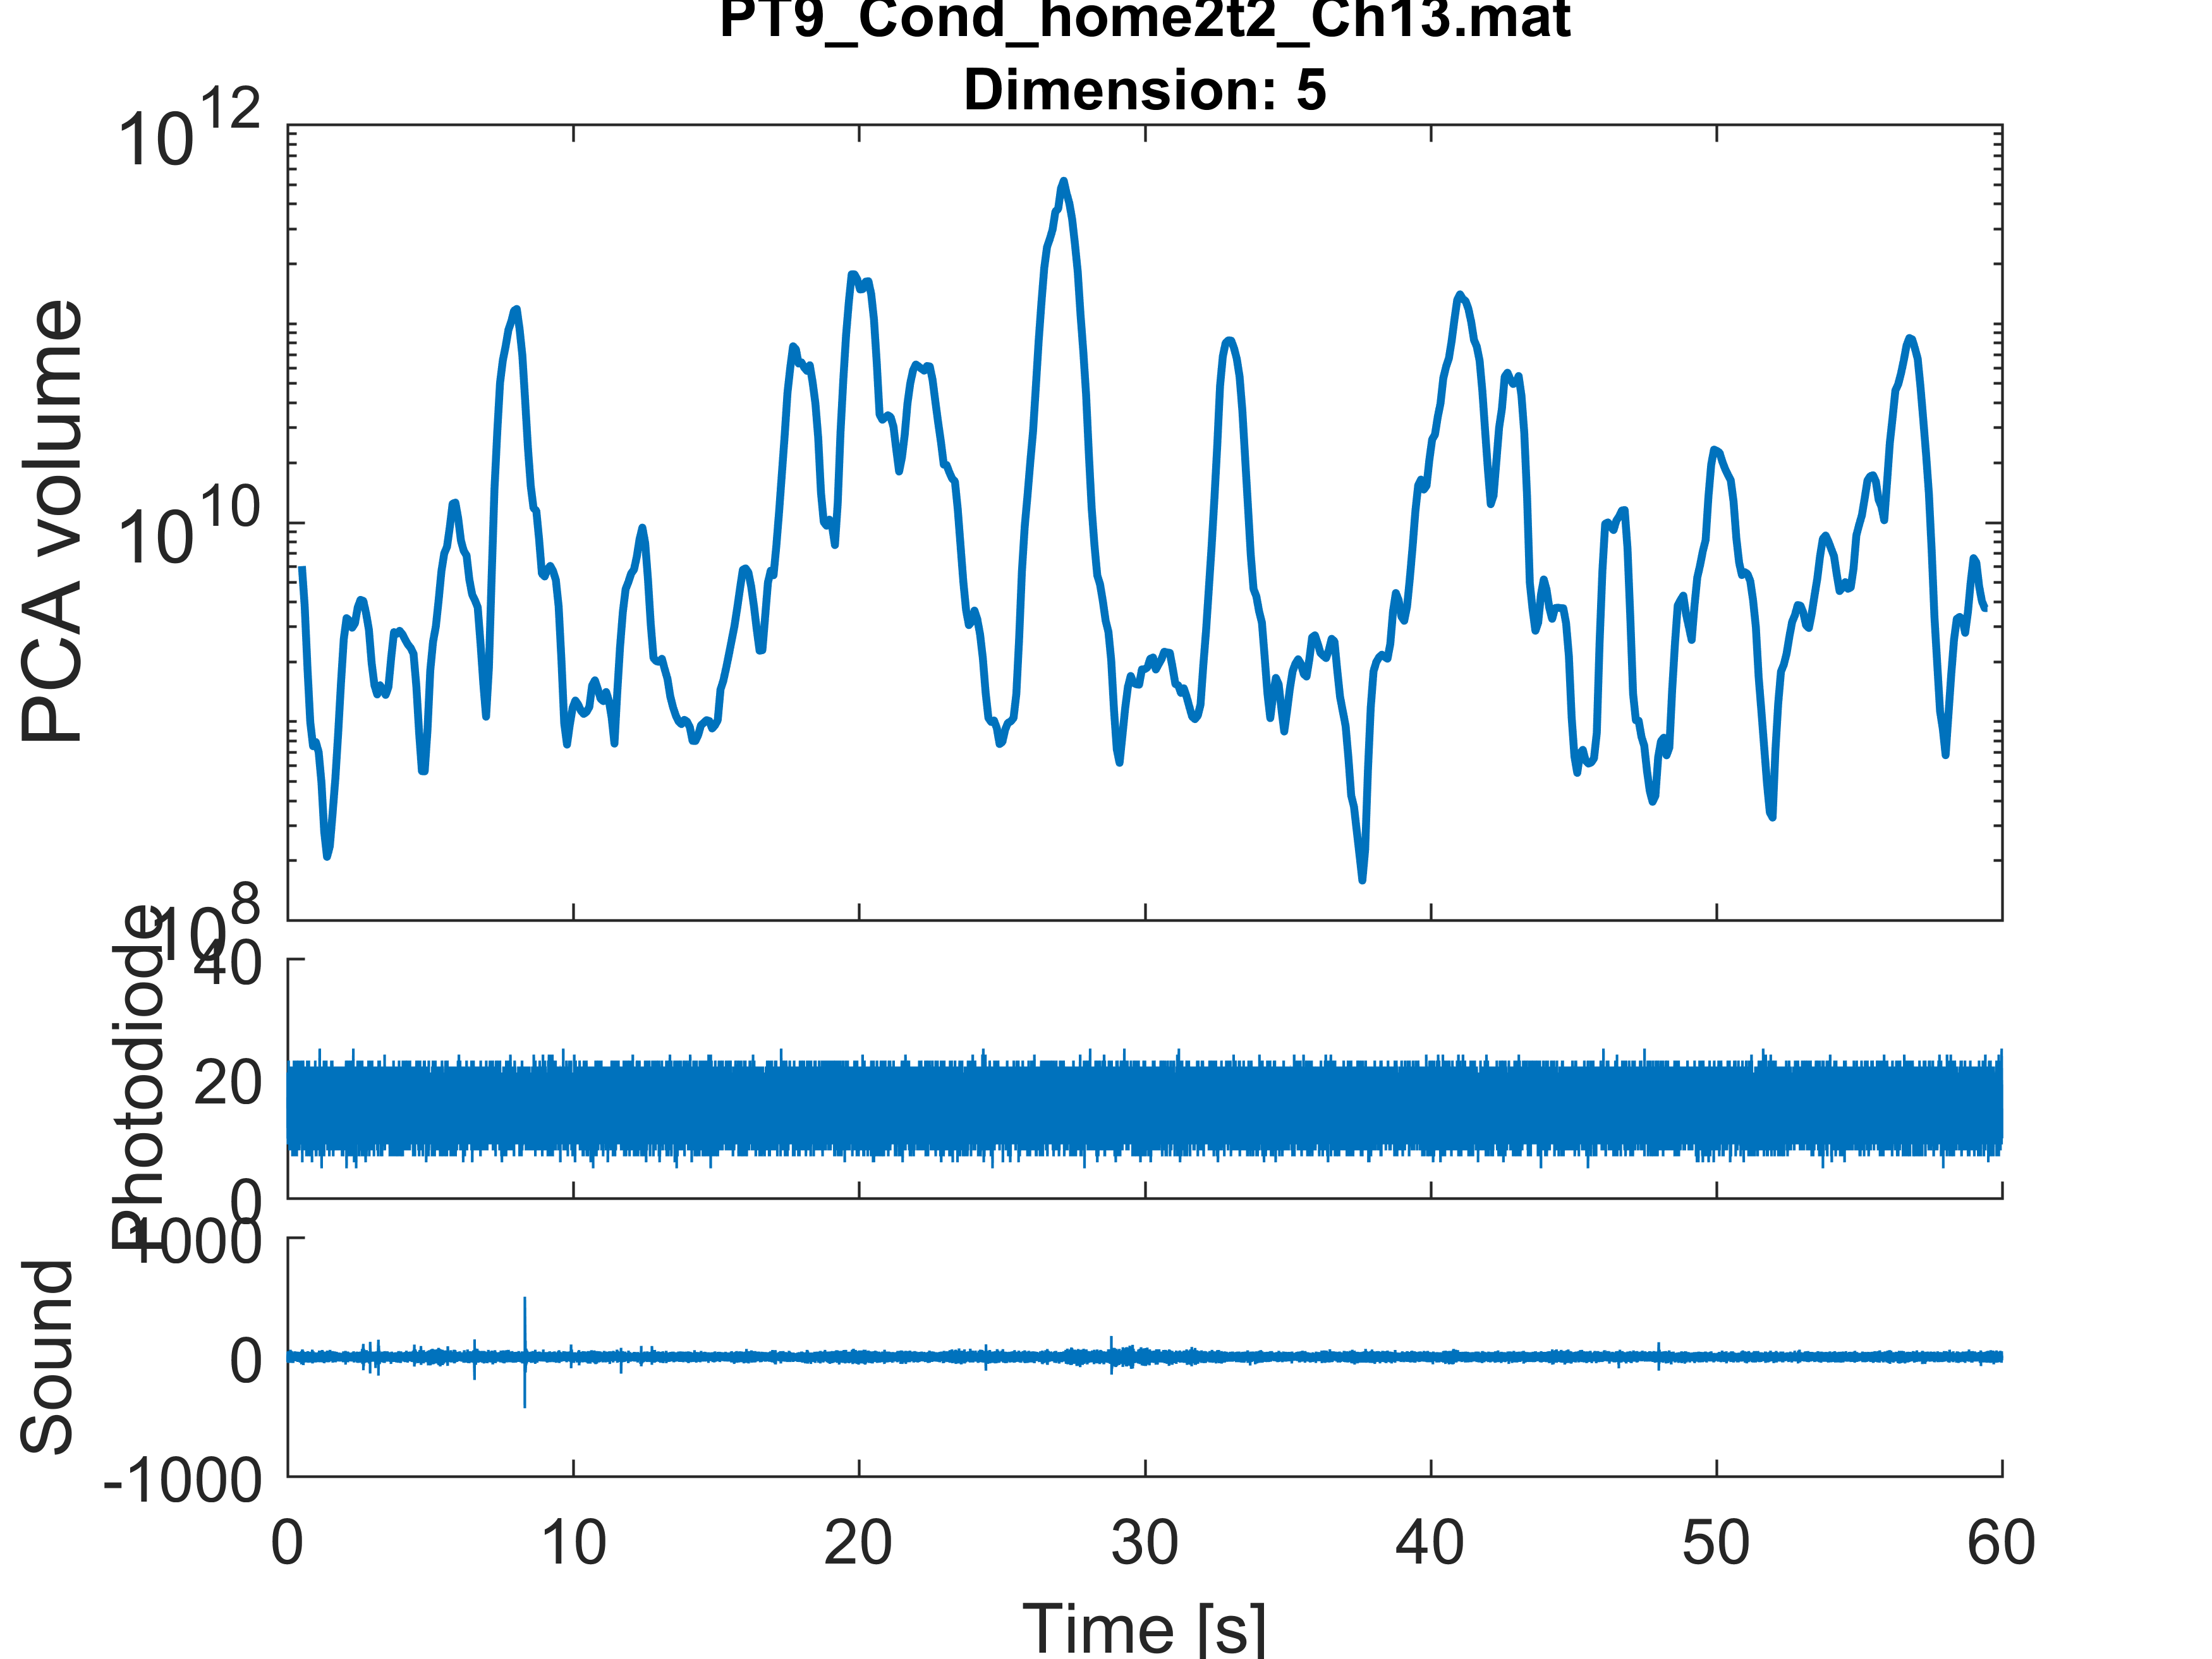 PT9_Cond_home2t2_Ch13.mat
Dimension: 5
PCA volume
10^12
10^10
10^8
Photodiode
40
20
0
Sound
1000
0
-1000
0 10 20 30 40 50 60
Time [s]